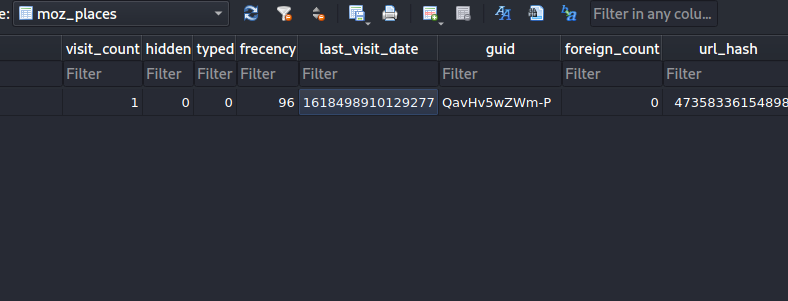 e: moz_places Filter in any colu...
visit_count hidden typed frecency last_visit_date guid foreign_count url_hash
Filter Filter Filter Filter Filter Filter Filter Filter
1 0 0 96 1618498910129277 QavHv5wZWm-P 0 47358336154898